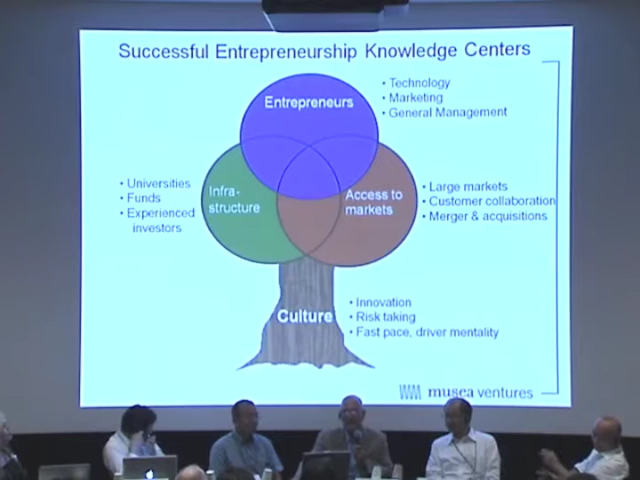 Successful Entrepreneurship Knowledge Centers
Entrepreneurs
• Technology
• Marketing
• General Management
• Universities
• Funds
• Experienced
investors
Infra-
structure
Access to
markets
• Large markets
• Customer collaboration
• Merger & acquisitions
Culture
• Innovation
• Risk taking
• Fast pace, driver mentality
musea ventures